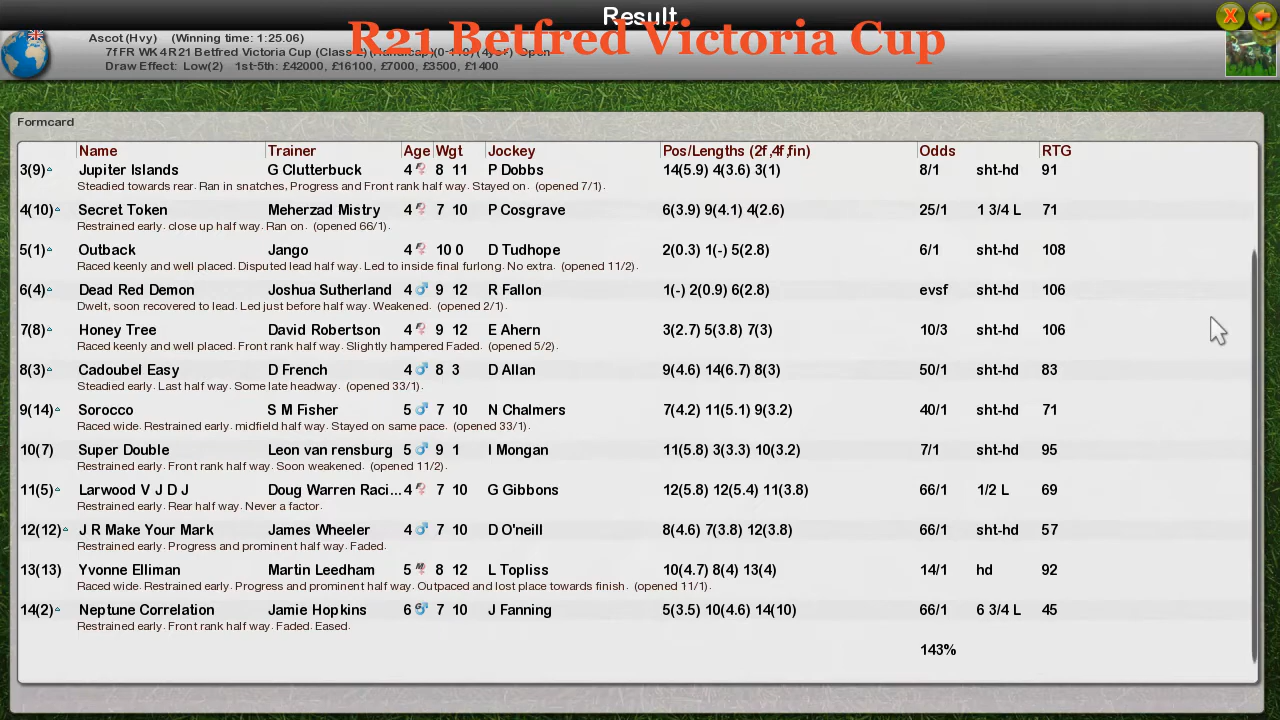 Result
R21 Betfred Victoria Cup
Ascot (Hvy) (Winning time: 1:25.06)
7f FR WK 4 R21 Betfred Victoria Cup (Class 2) (Handicap)(0-110)(4yo+) Open
Draw Effect: Low(2) 1st-5th: £42000, £16100, £7000, £3500, £1400
Formcard
Name Trainer Age Wgt Jockey Pos/Lengths (2f,4f,fin) Odds RTG
3(9) Jupiter Islands G Clutterbuck 4 8 11 P Dobbs 14(5.9) 4(3.6) 3(1) 8/1 sht-hd 91
Steadied towards rear. Ran in snatches, Progress and Front rank half way. Stayed on. (opened 7/1).
4(10) Secret Token Meherzad Mistry 4 7 10 P Cosgrave 6(3.9) 9(4.1) 4(2.6) 25/1 1 3/4 L 71
Restrained early. close up half way. Ran on. (opened 66/1).
5(1) Outback Jango 4 10 0 D Tudhope 2(0.3) 1(-) 5(2.8) 6/1 sht-hd 108
Raced keenly and well placed. Disputed lead half way. Led to inside final furlong. No extra. (opened 11/2).
6(4) Dead Red Demon Joshua Sutherland 4 9 12 R Fallon 1(-) 2(0.9) 6(2.8) evsf sht-hd 106
Dwelt, soon recovered to lead. Led just before half way. Weakened. (opened 2/1).
7(8) Honey Tree David Robertson 4 9 12 E Ahern 3(2.7) 5(3.8) 7(3) 10/3 sht-hd 106
Raced keenly and well placed. Front rank half way. Slightly hampered Faded. (opened 5/2).
8(3) Cadoubel Easy D French 4 8 3 D Allan 9(4.6) 14(6.7) 8(3) 50/1 sht-hd 83
Steadied early. Last half way. Some late headway. (opened 33/1).
9(14) Sorocco S M Fisher 5 7 10 N Chalmers 7(4.2) 11(5.1) 9(3.2) 40/1 sht-hd 71
Raced wide. Restrained early. midfield half way. Stayed on same pace. (opened 33/1).
10(7) Super Double Leon van rensburg 5 9 1 I Mongan 11(5.8) 3(3.3) 10(3.2) 7/1 sht-hd 95
Restrained early. Front rank half way. Soon weakened. (opened 11/2).
11(5) Larwood V J D J Doug Warren Raci... 4 7 10 G Gibbons 12(5.8) 12(5.4) 11(3.8) 66/1 1/2 L 69
Restrained early. Rear half way. Never a factor.
12(12) J R Make Your Mark James Wheeler 4 7 10 D O'neill 8(4.6) 7(3.8) 12(3.8) 66/1 sht-hd 57
Restrained early. Progress and prominent half way. Faded.
13(13) Yvonne Elliman Martin Leedham 5 8 12 L Topliss 10(4.7) 8(4) 13(4) 14/1 hd 92
Raced wide. Restrained early. Progress and prominent half way. Outpaced and lost place towards finish. (opened 11/1).
14(2) Neptune Correlation Jamie Hopkins 6 7 10 J Fanning 5(3.5) 10(4.6) 14(10) 66/1 6 3/4 L 45
Restrained early. Front rank half way. Faded. Eased.
143%